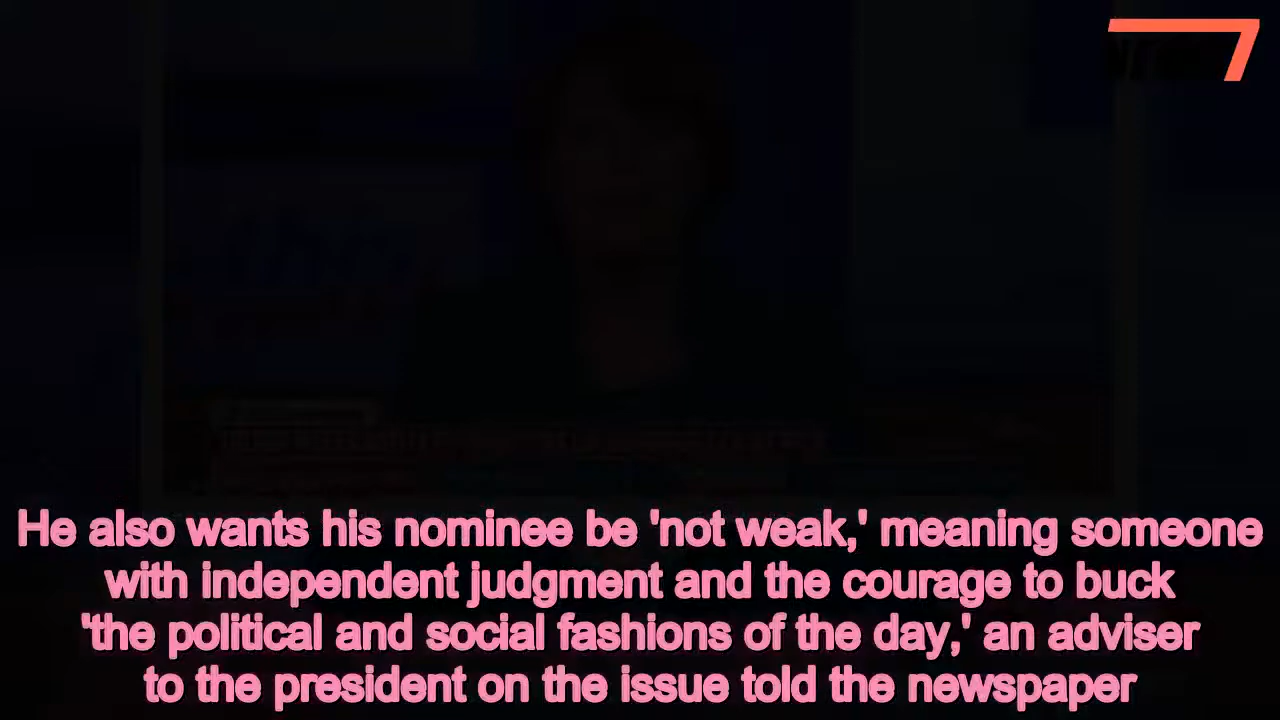 He also wants his nominee be 'not weak,' meaning someone
with independent judgment and the courage to buck
'the political and social fashions of the day,' an adviser
to the president on the issue told the newspaper